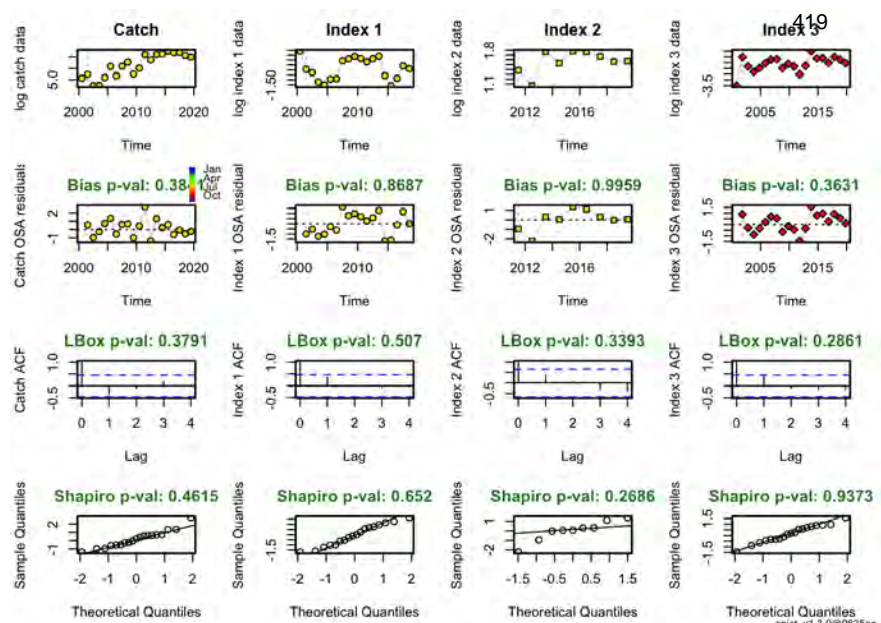 419
Catch
Index 1
Index 2
Index 3
log catch data
5.0
2000 2010 2020
Time
log index 1 data
-1.50
2000 2010
Time
log index 2 data
1.8
1.1
2012 2016
Time
log index 3 data
-3.5
2005 2015
Time
Jan
Apr
Jul
Oct
Bias p-val: 0.38
Catch OSA residuals
2
-1
2000 2010 2020
Time
Bias p-val: 0.8687
Index 1 OSA residual
-1.5
2000 2010
Time
Bias p-val: 0.9959
Index 2 OSA residual
1
-2
2012 2016
Time
Bias p-val: 0.3631
Index 3 OSA residual
1.5
-1.5
2005 2015
Time
LBox p-val: 0.3791
Catch ACF
1.0
-0.5
0 1 2 3 4
Lag
LBox p-val: 0.507
Index 1 ACF
1.0
-0.5
0 1 2 3 4
Lag
LBox p-val: 0.3393
Index 2 ACF
1.0
-0.5
0 1 2 3 4
Lag
LBox p-val: 0.2861
Index 3 ACF
1.0
-0.5
0 1 2 3 4
Lag
Shapiro p-val: 0.4615
Sample Quantiles
2
-1
-2 -1 0 1 2
Theoretical Quantiles
Shapiro p-val: 0.652
Sample Quantiles
-1.5
-2 -1 0 1 2
Theoretical Quantiles
Shapiro p-val: 0.2686
Sample Quantiles
1
-2
-1.5 -0.5 0.5 1.5
Theoretical Quantiles
Shapiro p-val: 0.9373
Sample Quantiles
1.5
-1.5
-2 -1 0 1 2
Theoretical Quantiles